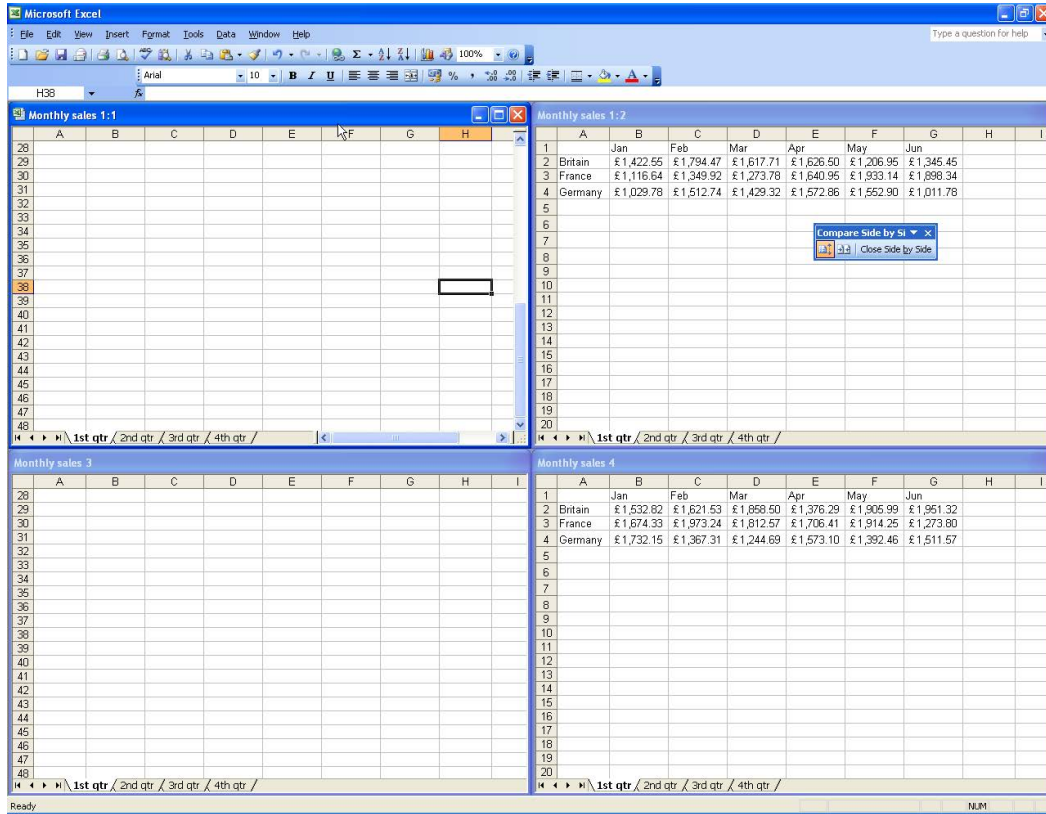 Microsoft Excel
File Edit View Insert Format Tools Data Window Help Type a question for help
100%
Arial 10 B I U % , A
H38 fx
Monthly sales 1:1
A B C D E F G H
28
29
30
31
32
33
34
35
36
37
38
39
40
41
42
43
44
45
46
47
48
1st qtr 2nd qtr 3rd qtr 4th qtr
Monthly sales 1:2
A B C D E F G H I
1 Jan Feb Mar Apr May Jun
2 Britain £1,422.55 £1,794.47 £1,617.71 £1,626.50 £1,206.95 £1,345.45
3 France £1,116.64 £1,349.92 £1,273.78 £1,640.95 £1,933.14 £1,898.34
4 Germany £1,029.78 £1,512.74 £1,429.32 £1,572.86 £1,552.90 £1,011.78
5
6
7
8
9
10
11
12
13
14
15
16
17
18
19
20
Compare Side by Si
Close Side by Side
1st qtr 2nd qtr 3rd qtr 4th qtr
Monthly sales 3
A B C D E F G H I
28
29
30
31
32
33
34
35
36
37
38
39
40
41
42
43
44
45
46
47
48
1st qtr 2nd qtr 3rd qtr 4th qtr
Monthly sales 4
A B C D E F G H I
1 Jan Feb Mar Apr May Jun
2 Britain £1,532.82 £1,621.53 £1,858.50 £1,376.29 £1,905.99 £1,951.32
3 France £1,674.33 £1,973.24 £1,812.57 £1,706.41 £1,914.25 £1,273.80
4 Germany £1,732.15 £1,367.31 £1,244.69 £1,573.10 £1,392.46 £1,511.57
5
6
7
8
9
10
11
12
13
14
15
16
17
18
19
20
1st qtr 2nd qtr 3rd qtr 4th qtr
Ready NUM